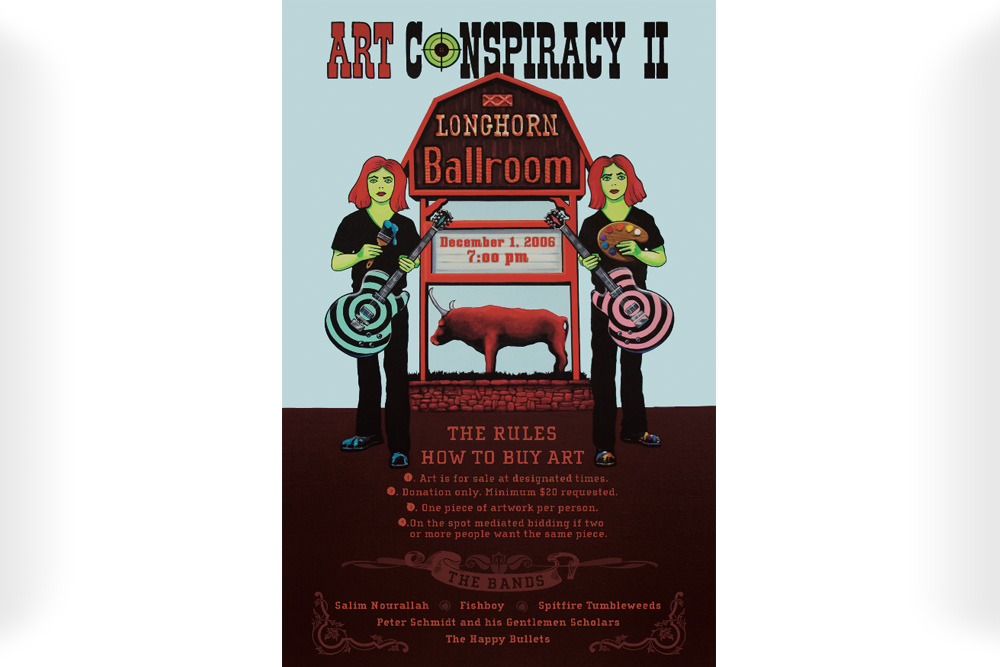 ART CONSPIRACY II
LONGHORN
Ballroom
December 1, 2006
7:00 pm
THE RULES
HOW TO BUY ART
1. Art is for sale at designated times.
2. Donation only. Minimum $20 requested.
3. One piece of artwork per person.
4. On the spot mediated bidding if two
or more people want the same piece.
THE BANDS
Salim Nourallah Fishboy Spitfire Tumbleweeds
Peter Schmidt and his Gentlemen Scholars
The Happy Bullets